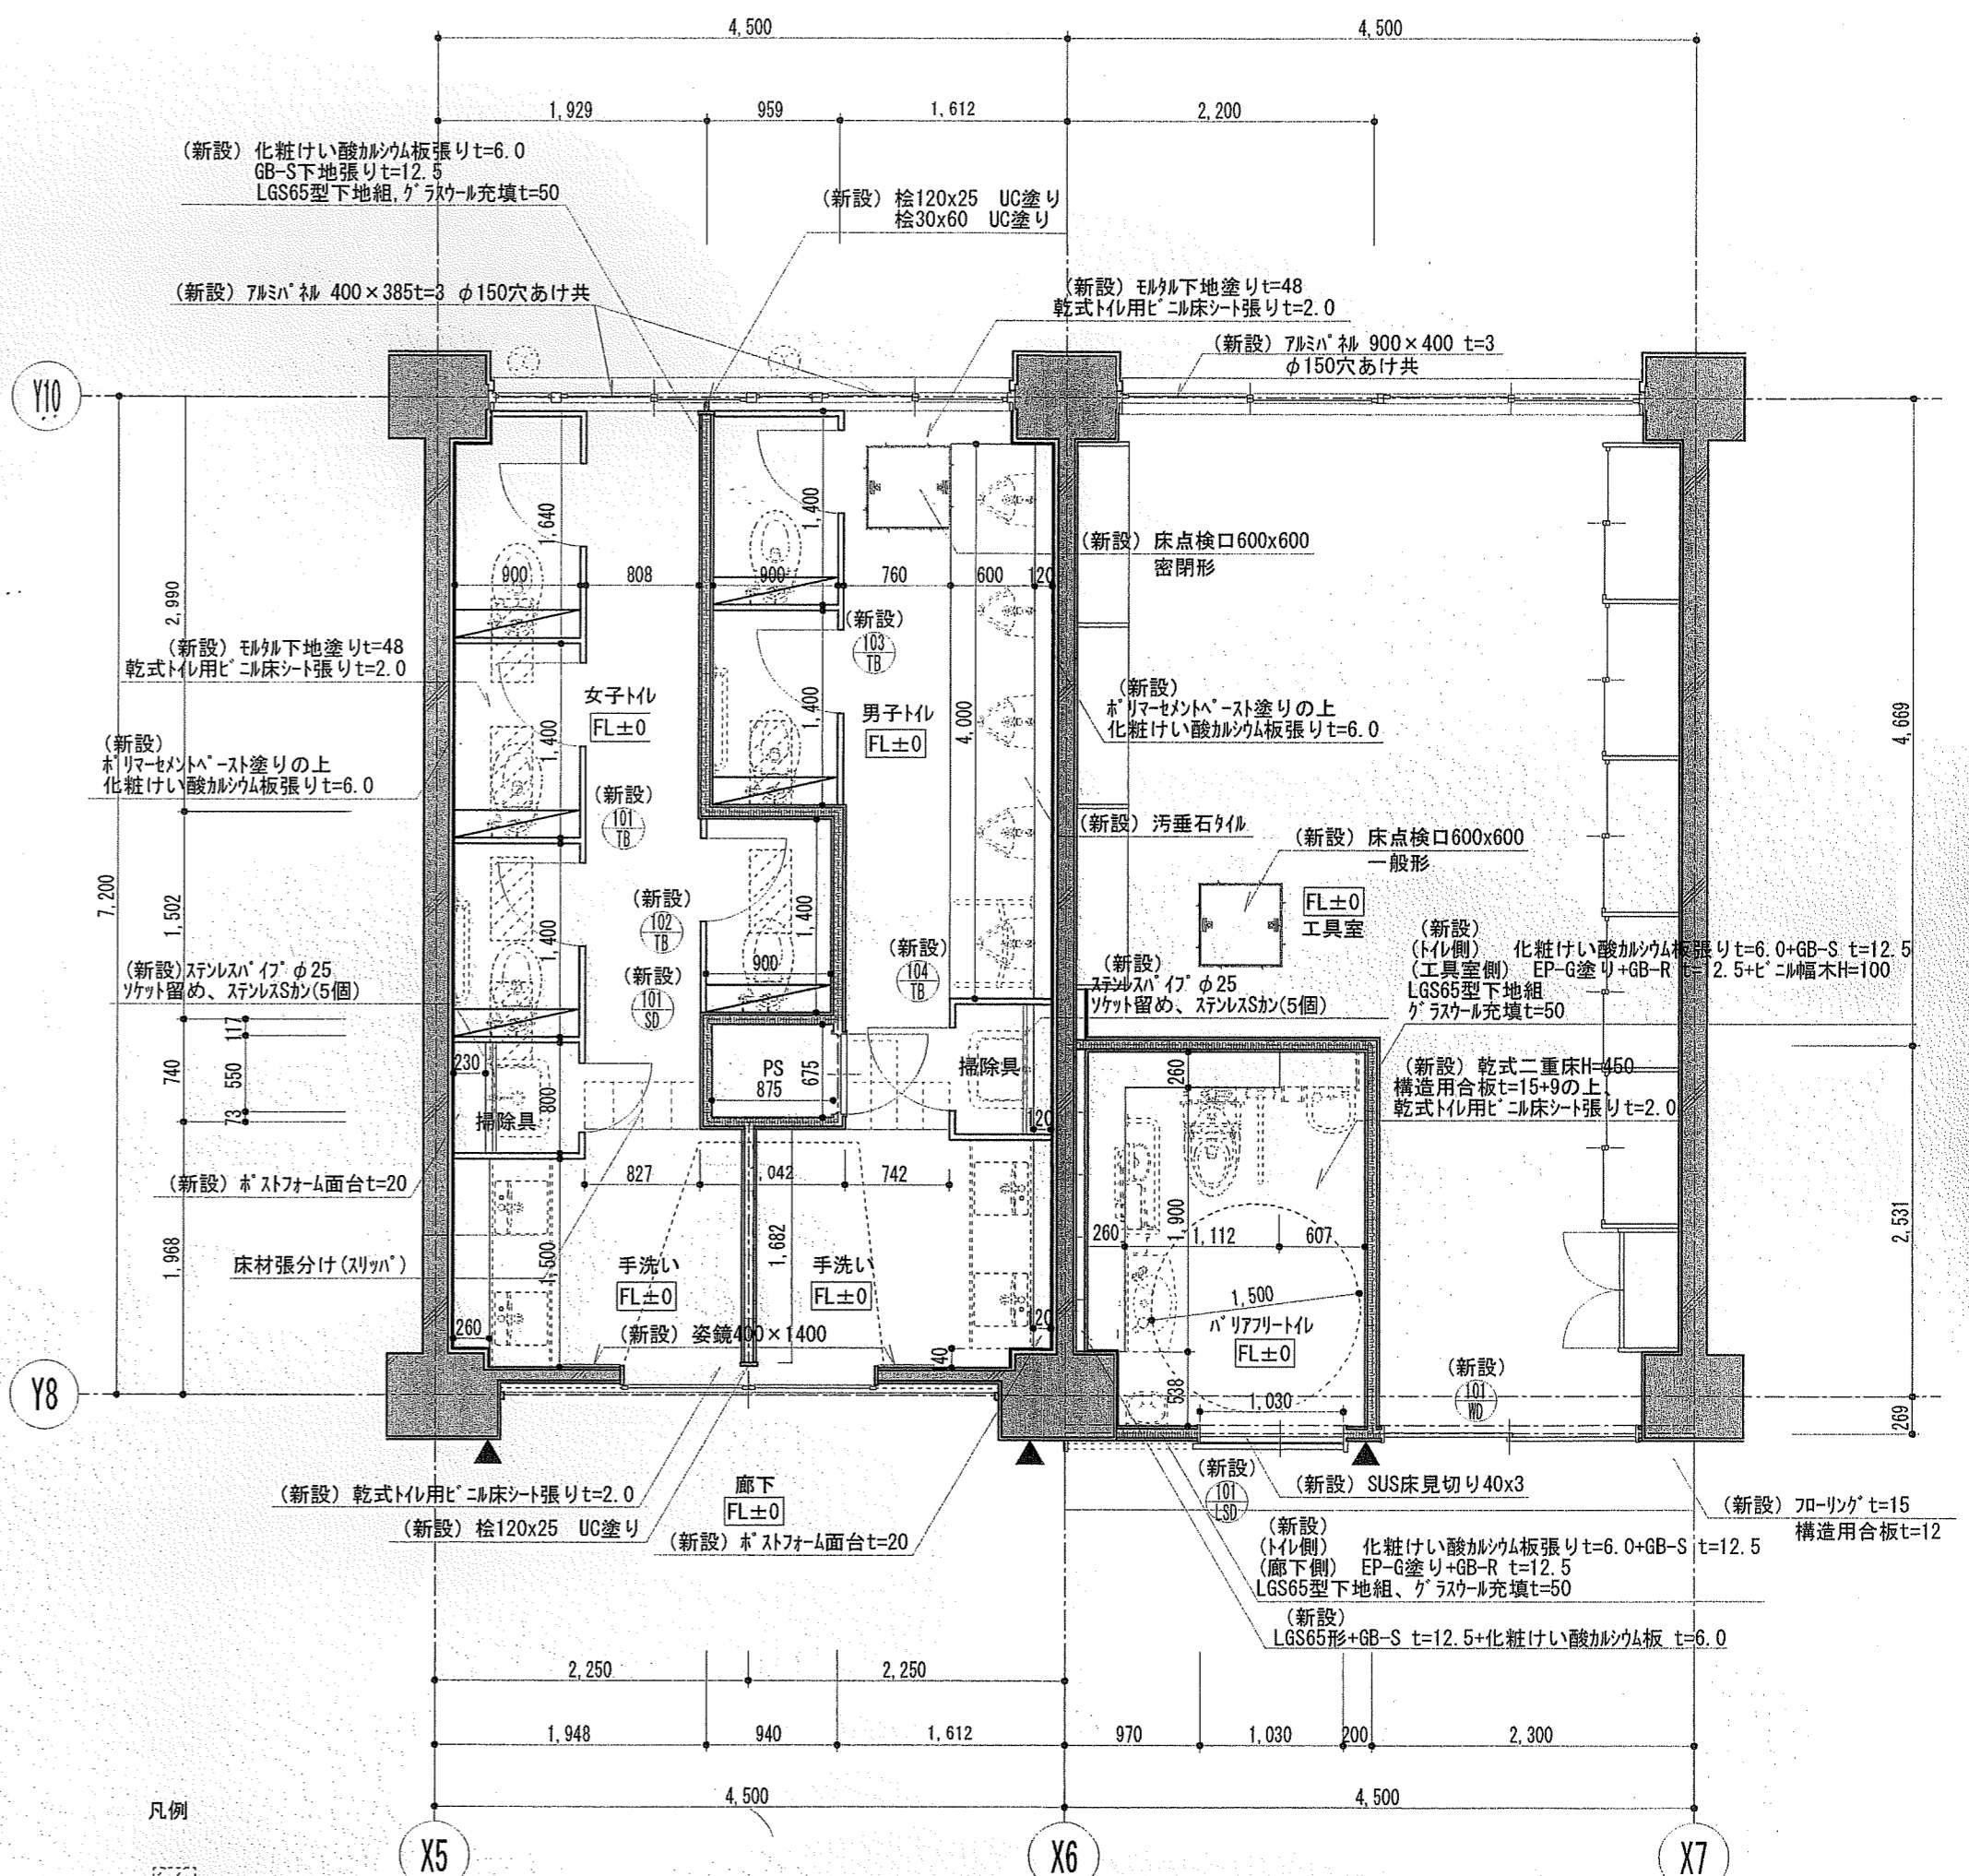 4,500
4,500
1,929
959
1,612
2,200
(新設) 化粧けい酸カルシウム板張りt=6.0
GB-S下地張りt=12.5
LGS65型下地組,グラスウール充填t=50
(新設) 桧120x25 UC塗り
桧30x60 UC塗り
(新設) アルミパネル 400×385t=3 φ150穴あけ共
(新設) モルタル下地塗りt=48
乾式トイレ用ビニル床シート張りt=2.0
(新設) アルミパネル 900×400 t=3
φ150穴あけ共
Y10
1,640
1,400
(新設) 床点検口600x600
密閉形
900
808
900
760
600
120
2,990
(新設)
103
TB
(新設) モルタル下地塗りt=48
乾式トイレ用ビニル床シート張りt=2.0
女子トイレ
FL±0
1,400
1,400
男子トイレ
FL±0
4,000
(新設)
ポリマーセメントペースト塗りの上
化粧けい酸カルシウム板張りt=6.0
4,669
(新設)
ポリマーセメントペースト塗りの上
化粧けい酸カルシウム板張りt=6.0
(新設)
101
TB
(新設) 汚垂石タイル
(新設) 床点検口600x600
一般形
7,200
1,502
(新設)
102
TB
1,400
1,400
FL±0
工具室
(新設)
(トイレ側) 化粧けい酸カルシウム板張りt=6.0+GB-S t=12.5
(工具室側) EP-G塗り+GB-R t=12.5+ビニル幅木H=100
LGS65型下地組
グラスウール充填t=50
(新設)ステンレスパイプφ25
ソケット留め、ステンレスSカン(5個)
900
(新設)
101
SD
(新設)
104
TB
(新設)
ステンレスパイプφ25
ソケット留め、ステンレスSカン(5個)
117
740
550
73
230
掃除具
800
PS
875
675
掃除具
120
260
(新設) 乾式二重床H=450
構造用合板t=15+9の上
乾式トイレ用ビニル床シート張りt=2.0
(新設) ポストフォーム面台t=20
827
,042
742
1,968
床材張分け(スリッパ)
1,500
1,682
手洗い
FL±0
手洗い
FL±0
260
1,900
1,112
607
2,531
1,500
バリアフリートイレ
FL±0
260
(新設) 姿鏡400×1400
120
40
Y8
538
1,030
(新設)
101
WD
269
(新設) 乾式トイレ用ビニル床シート張りt=2.0
(新設) 桧120x25 UC塗り
廊下
FL±0
(新設) ポストフォーム面台t=20
(新設)
101
LSD
(新設) SUS床見切り40x3
(新設) フローリングt=15
構造用合板t=12
(新設)
(トイレ側) 化粧けい酸カルシウム板張りt=6.0+GB-S t=12.5
(廊下側) EP-G塗り+GB-R t=12.5
LGS65型下地組、グラスウール充填t=50
(新設)
LGS65形+GB-S t=12.5+化粧けい酸カルシウム板 t=6.0
2,250
2,250
1,948
940
1,612
970
1,030
200
2,300
4,500
4,500
凡例
X5
X6
X7